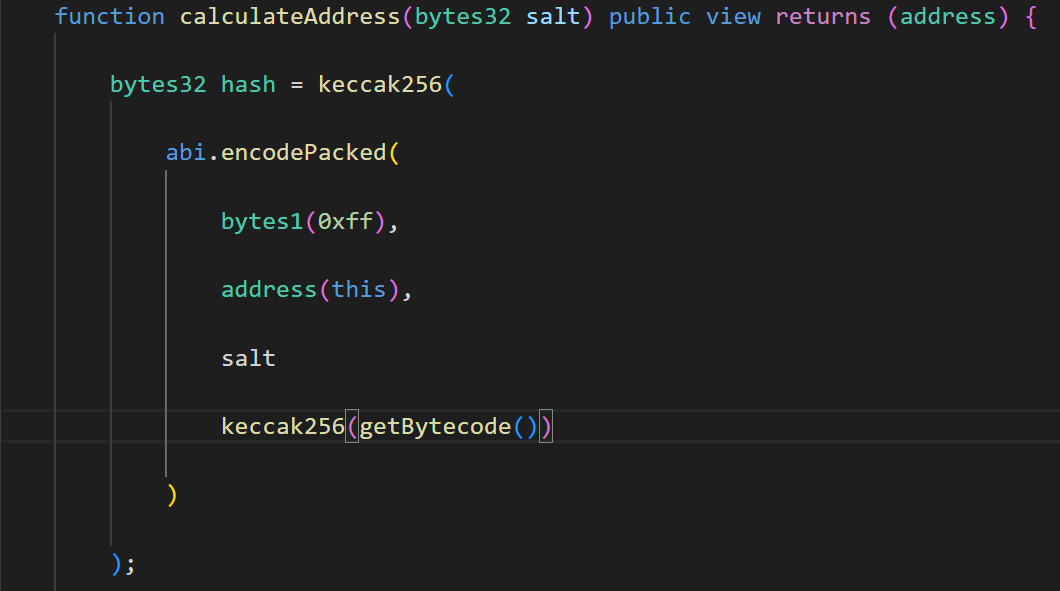 function calculateAddress(bytes32 salt) public view returns (address) {
bytes32 hash = keccak256(
abi.encodePacked(
bytes1(0xff),
address(this),
salt
keccak256(getBytecode())
)
);